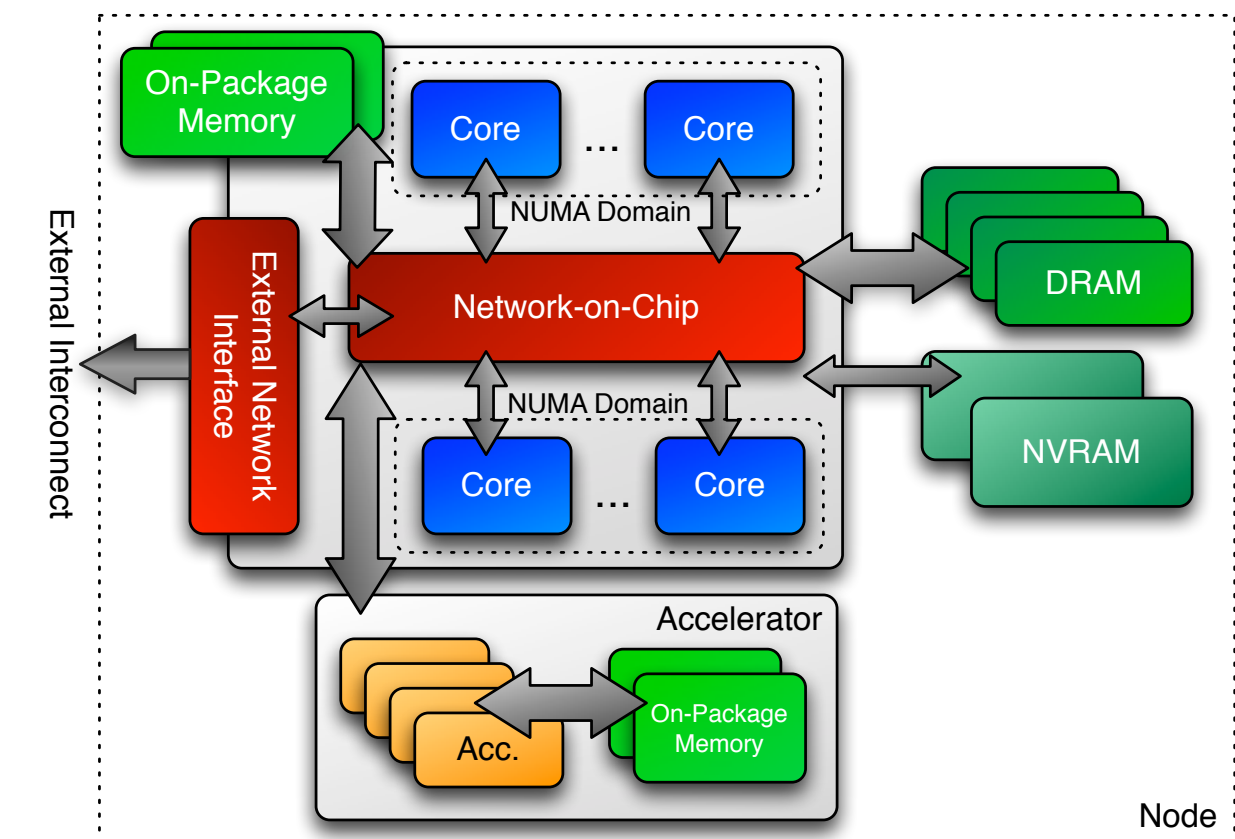 On-Package
Memory
Core
...
Core
NUMA Domain
External Interconnect
External Network
Interface
Network-on-Chip
DRAM
NVRAM
NUMA Domain
Core
...
Core
Accelerator
Acc.
On-Package
Memory
Node